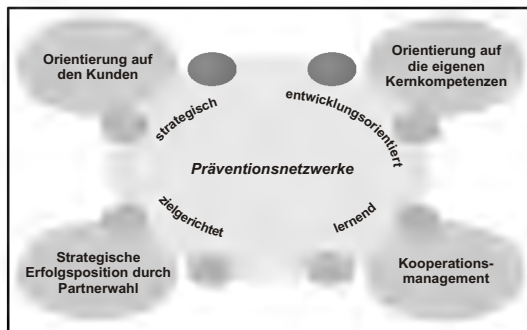 Orientierung auf
den Kunden
Orientierung auf
die eigenen
Kernkompetenzen
strategisch
entwicklungsorientiert
Präventionsnetzwerke
zielgerichtet
lernend
Strategische
Erfolgsposition durch
Partnerwahl
Kooperations-
management